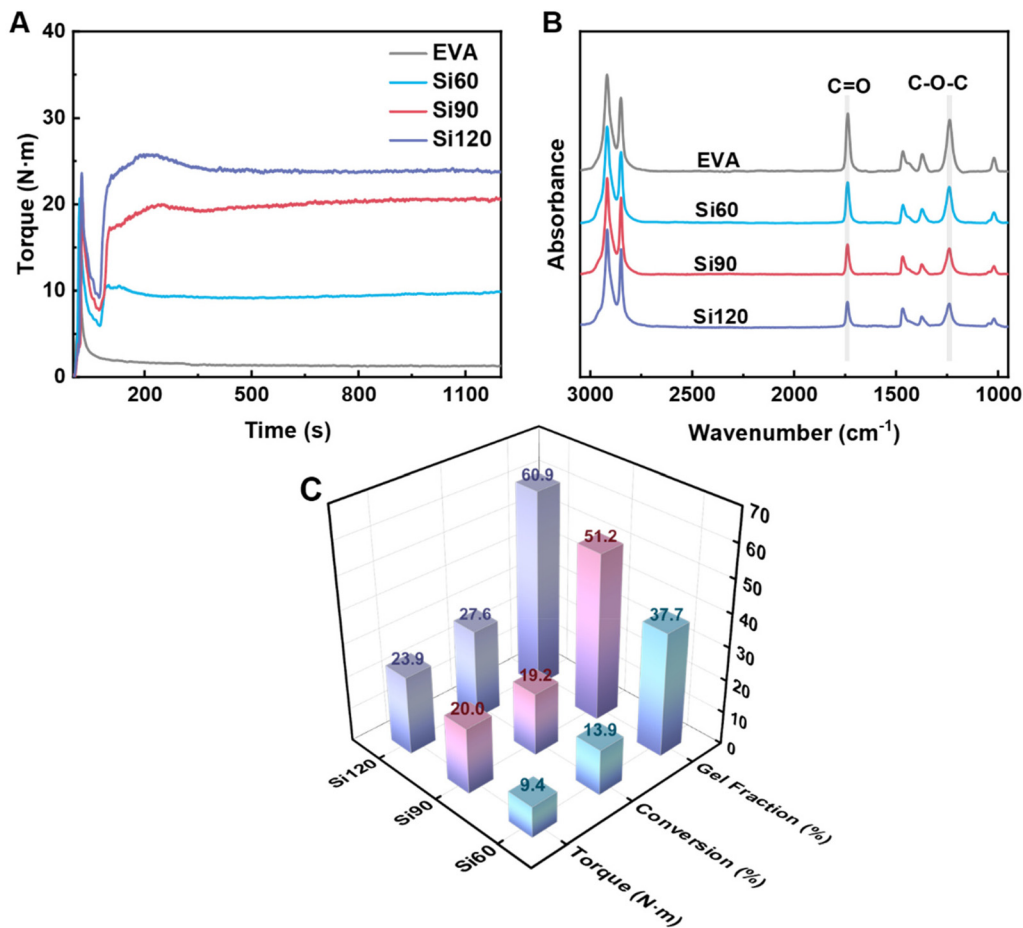 A
Torque (N·m)
40
30
20
10
0
EVA
Si60
Si90
Si120
200
500
800
1100
Time (s)
B
Absorbance
C=O
C-O-C
EVA
Si60
Si90
Si120
3000
2500
2000
1500
1000
Wavenumber (cm⁻¹)
C
60.9
51.2
37.7
27.6
19.2
13.9
23.9
20.0
9.4
70
60
50
40
30
20
10
0
Si120
Si90
Si60
Gel Fraction (%)
Conversion (%)
Torque (N·m)